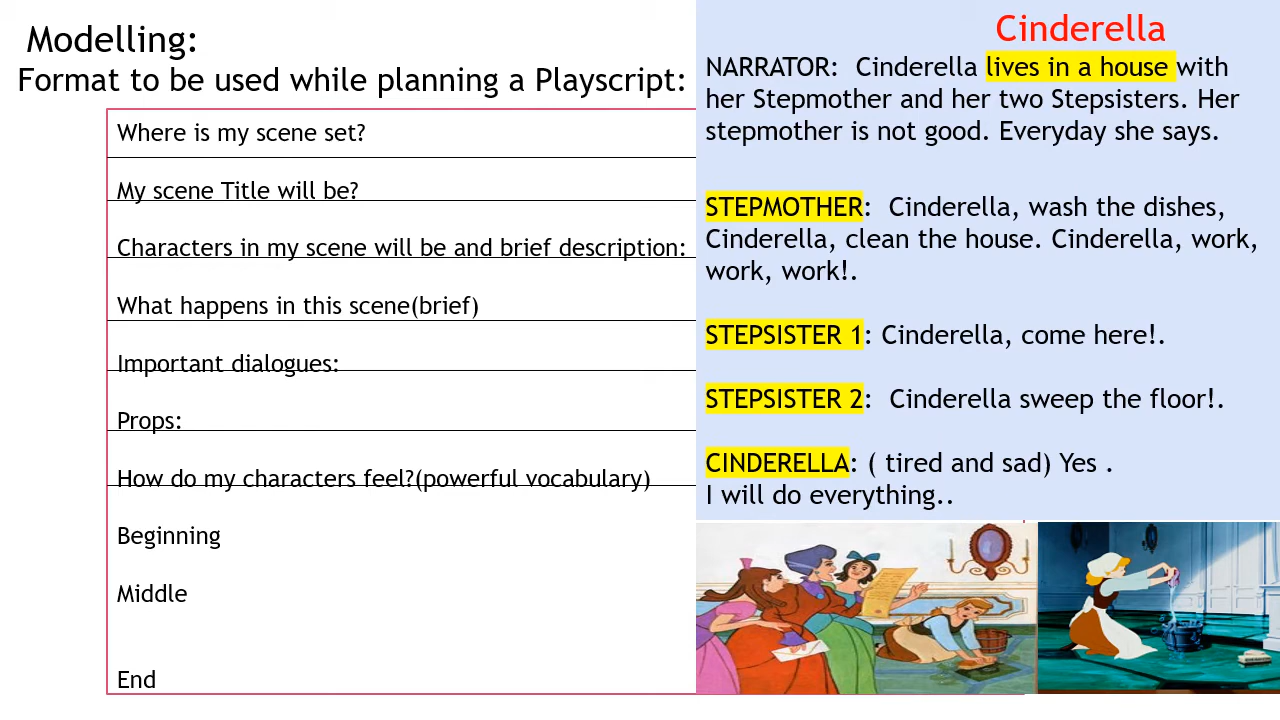 Modelling:
Format to be used while planning a Playscript:
Where is my scene set?
My scene Title will be?
Characters in my scene will be and brief description:
What happens in this scene(brief)
Important dialogues:
Props:
How do my characters feel?(powerful vocabulary)
Beginning
Middle
End
Cinderella
NARRATOR:  Cinderella lives in a house with
her Stepmother and her two Stepsisters. Her
stepmother is not good. Everyday she says.
STEPMOTHER:  Cinderella, wash the dishes,
Cinderella, clean the house. Cinderella, work,
work, work!.
STEPSISTER 1: Cinderella, come here!.
STEPSISTER 2:  Cinderella sweep the floor!.
CINDERELLA: ( tired and sad) Yes .
I will do everything..